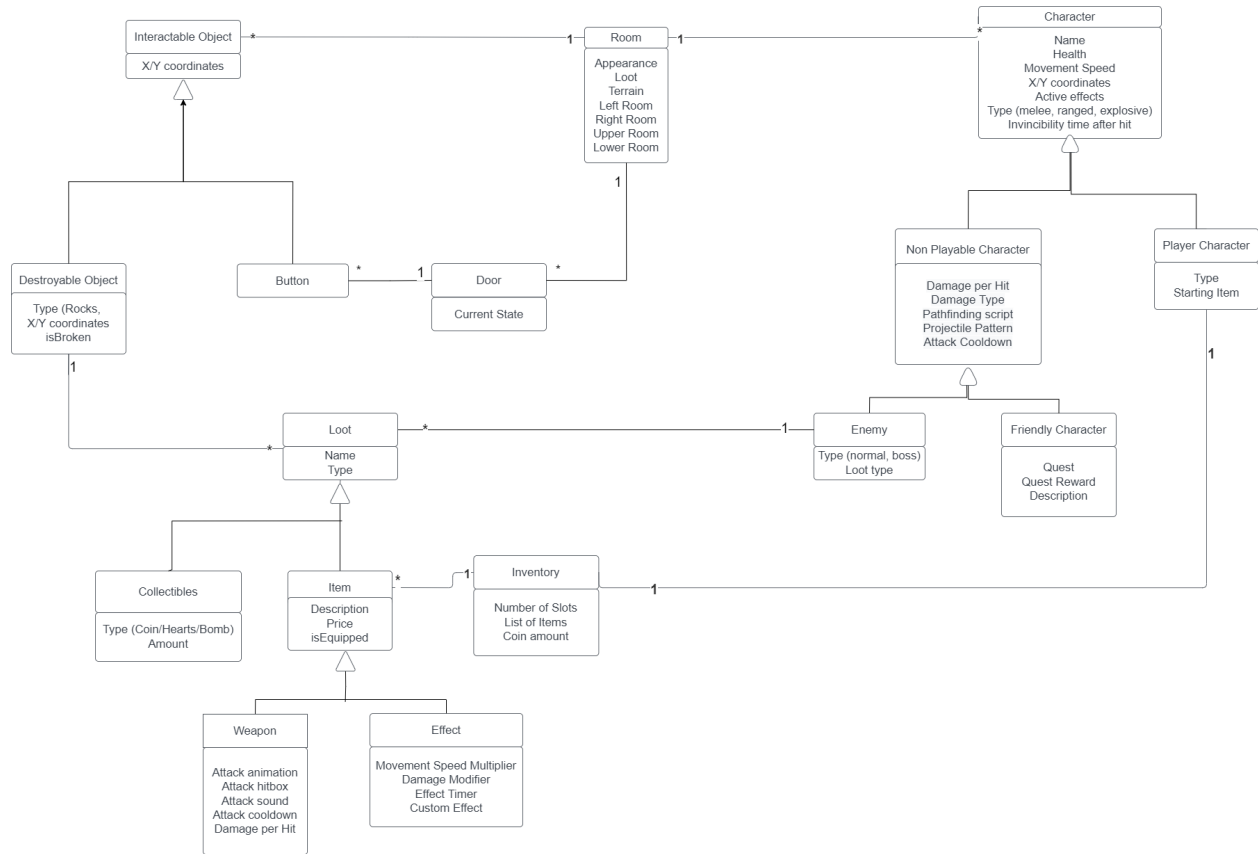 Interactable Object
X/Y coordinates
*
1
Room
Appearance
Loot
Terrain
Left Room
Right Room
Upper Room
Lower Room
1
*
Character
Name
Health
Movement Speed
X/Y coordinates
Active effects
Type (melee, ranged, explosive)
Invincibility time after hit
1
Destroyable Object
Type (Rocks,
X/Y coordinates
isBroken
1
Button
*
1
Door
Current State
*
Non Playable Character
Damage per Hit
Damage Type
Pathfinding script
Projectile Pattern
Attack Cooldown
Player Character
Type
Starting Item
1
*
Loot
Name
Type
*
1
Enemy
Type (normal, boss)
Loot type
Friendly Character
Quest
Quest Reward
Description
Collectibles
Type (Coin/Hearts/Bomb)
Amount
Item
Description
Price
isEquipped
*
1
Inventory
Number of Slots
List of Items
Coin amount
1
Weapon
Attack animation
Attack hitbox
Attack sound
Attack cooldown
Damage per Hit
Effect
Movement Speed Multiplier
Damage Modifier
Effect Timer
Custom Effect